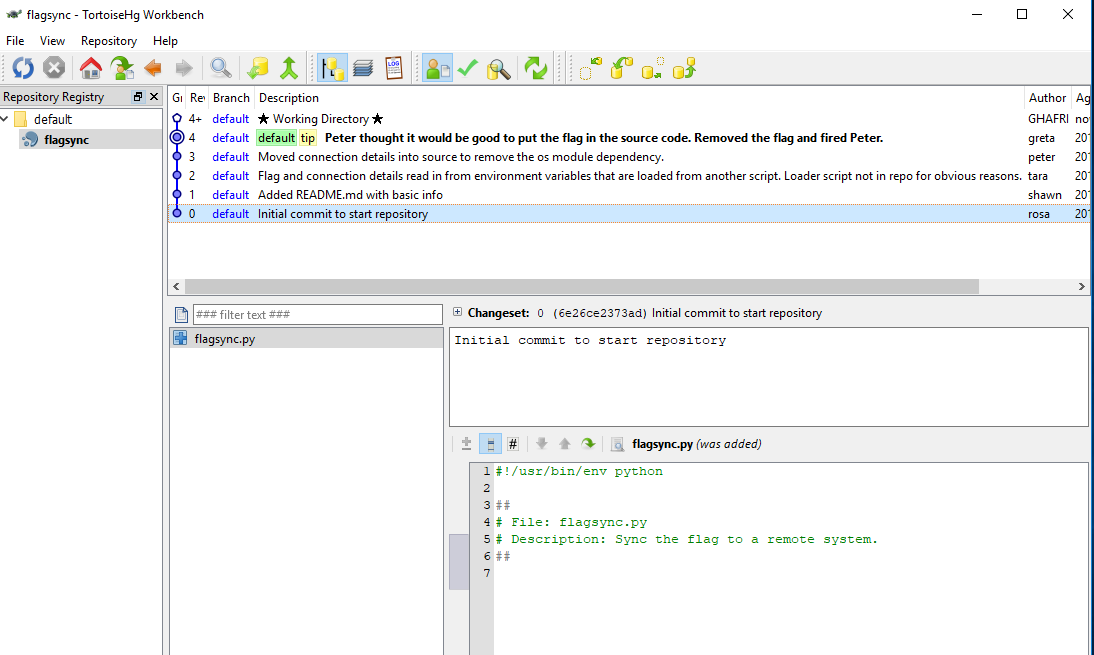 flagsync - TortoiseHg Workbench
File View Repository Help
LOG
Repository Registry
default
flagsync
Gr Rev Branch Description Author Ag
4+ default ★ Working Directory ★ GHAFRI no
4 default default tip Peter thought it would be good to put the flag in the source code. Removed the flag and fired Peter. greta 201
3 default Moved connection details into source to remove the os module dependency. peter 201
2 default Flag and connection details read in from environment variables that are loaded from another script. Loader script not in repo for obvious reasons. tara 201
1 default Added README.md with basic info shawn 201
0 default Initial commit to start repository rosa 201
### filter text ###
Changeset: 0 (6e26ce2373ad) Initial commit to start repository
flagsync.py
Initial commit to start repository
# flagsync.py (was added)
1 #!/usr/bin/env python
2
3 ##
4 # File: flagsync.py
5 # Description: Sync the flag to a remote system.
6 ##
7